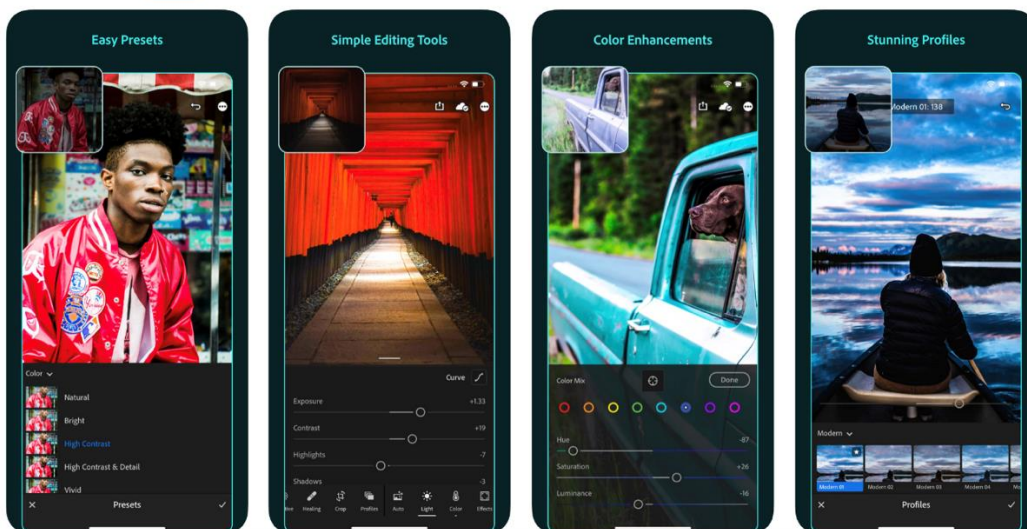 Easy Presets
Color
Natural
Bright
High Contrast
High Contrast & Detail
Vivid
Presets
Simple Editing Tools
Curve
Exposure
+1.33
Contrast
+19
Highlights
-7
Shadows
-3
Healing
Crop
Profiles
Auto
Light
Color
Effects
Color Enhancements
Color Mix
Done
Hue
-87
Saturation
+26
Luminance
-16
Stunning Profiles
Modern 01: 138
Modern
Modern 01
Modern 02
Modern 03
Modern 04
Profiles